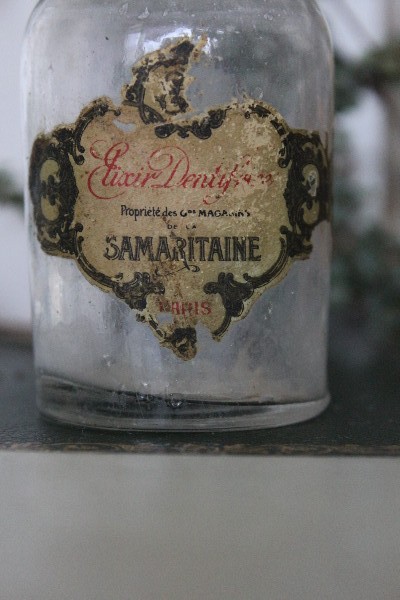 Elixir Dentifrice
Propriété des Gds MAGASINS
DE LA
SAMARITAINE
PARIS